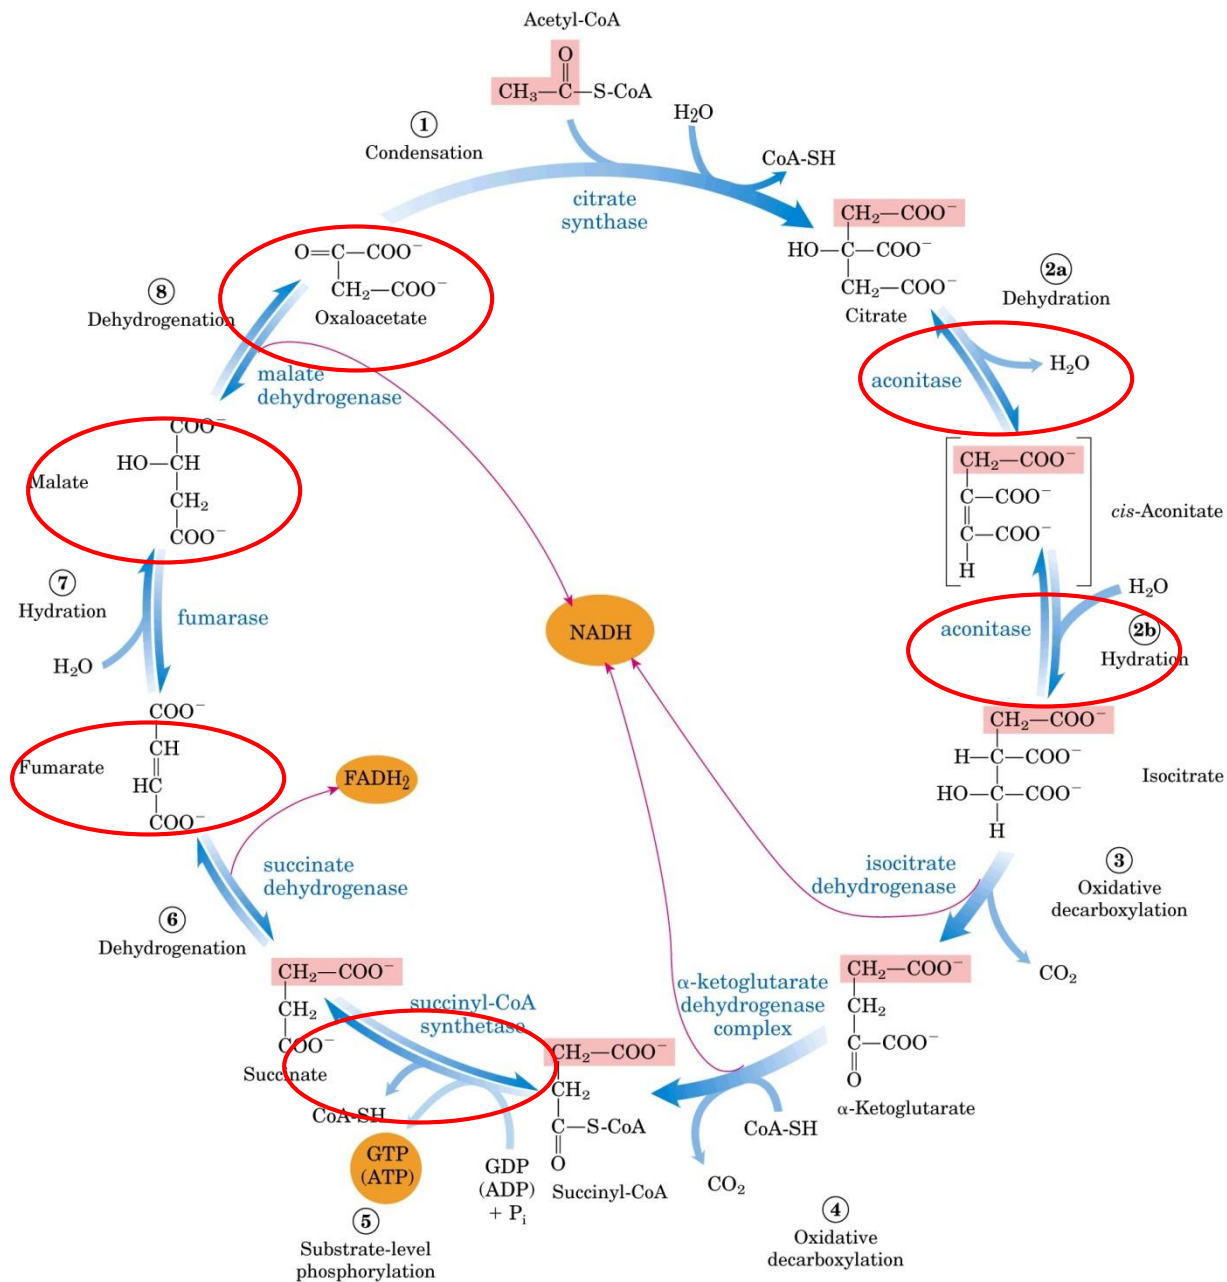 Acetyl-CoA
O
CH₃—C—S-CoA
H₂O
1
Condensation
CoA-SH
citrate
synthase
CH₂—COO⁻
HO—C—COO⁻
CH₂—COO⁻
Citrate
2a
Dehydration
aconitase
H₂O
CH₂—COO⁻
C—COO⁻
C—COO⁻
H
cis-Aconitate
H₂O
aconitase
2b
Hydration
CH₂—COO⁻
H—C—COO⁻
HO—C—COO⁻
H
Isocitrate
isocitrate
dehydrogenase
3
Oxidative
decarboxylation
CO₂
CH₂—COO⁻
CH₂
C—COO⁻
O
α-Ketoglutarate
α-ketoglutarate
dehydrogenase
complex
CoA-SH
CO₂
4
Oxidative
decarboxylation
CH₂—COO⁻
CH₂
C—S-CoA
O
Succinyl-CoA
succinyl-CoA
synthetase
CoA-SH
GTP
(ATP)
GDP
(ADP)
+ Pᵢ
5
Substrate-level
phosphorylation
CH₂—COO⁻
CH₂
COO⁻
Succinate
6
Dehydrogenation
succinate
dehydrogenase
FADH₂
COO⁻
CH
HC
COO⁻
Fumarate
7
Hydration
H₂O
fumarase
COO⁻
HO—CH
CH₂
COO⁻
Malate
8
Dehydrogenation
malate
dehydrogenase
O=C—COO⁻
CH₂—COO⁻
Oxaloacetate
NADH